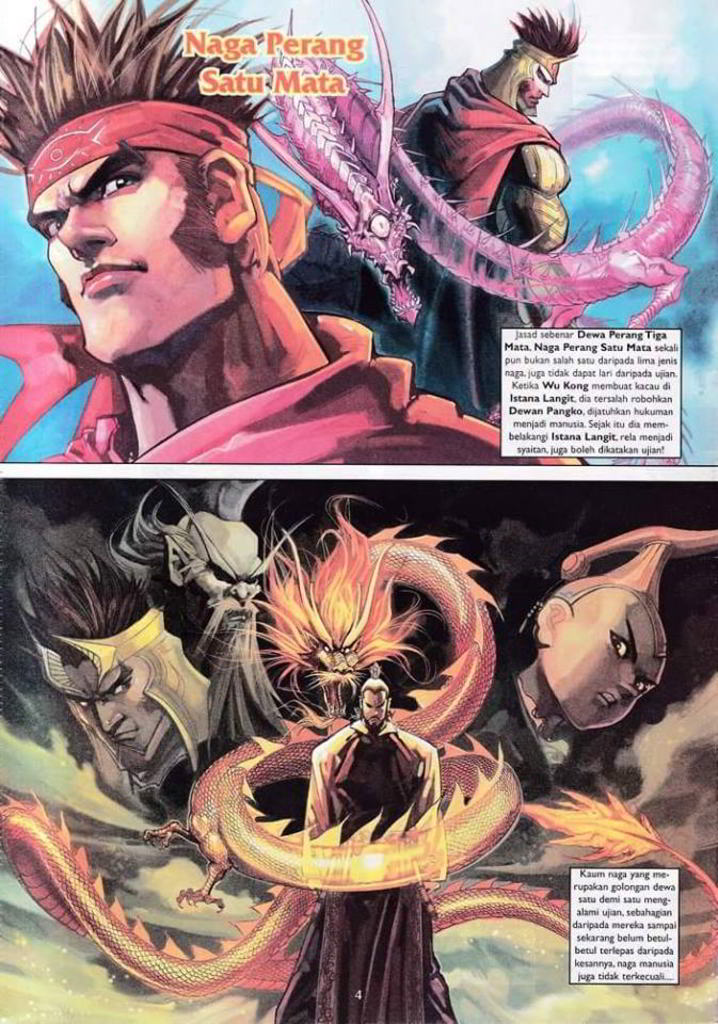 Naga Perang
Satu Mata
Jasad sebenar Dewa Perang Tiga
Mata, Naga Perang Satu Mata sekali
pun bukan salah satu daripada lima jenis
naga, juga tidak dapat lari daripada ujian.
Ketika Wu Kong membuat kacau di
Istana Langit, dia tersalah robohkan
Dewan Pangko, dijatuhkan hukuman
menjadi manusia. Sejak itu dia mem-
belakangi Istana Langit, rela menjadi
syaitan, juga boleh dikatakan ujian!
Kaum naga yang me-
rupakan golongan dewa
satu demi satu meng-
alami ujian, sebahagian
daripada mereka sampai
sekarang belum betul-
betul terlepas daripada
kesannya, naga manusia
juga tidak terkecuali....
4